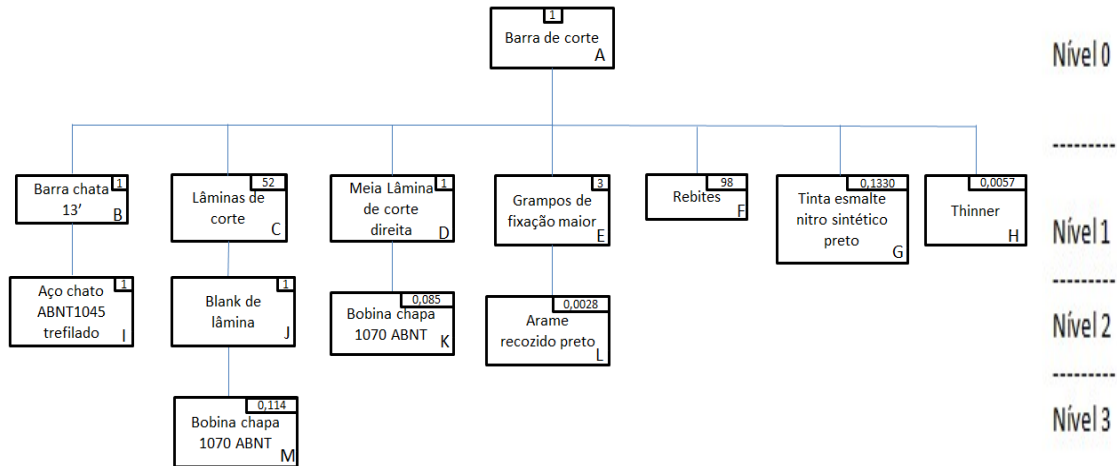 1
Barra de corte
A
Nível 0
---------
1
Barra chata
13’
B
52
Lâminas de
corte
C
1
Meia Lâmina
de corte
direita
D
3
Grampos de
fixação maior
E
98
Rebites
F
0,1330
Tinta esmalte
nitro sintético
preto
G
0,0057
Thinner
H
Nível 1
---------
1
Aço chato
ABNT1045
trefilado
I
1
Blank de
lâmina
J
0,085
Bobina chapa
1070 ABNT
K
0,0028
Arame
recozido preto
L
Nível 2
---------
0,114
Bobina chapa
1070 ABNT
M
Nível 3